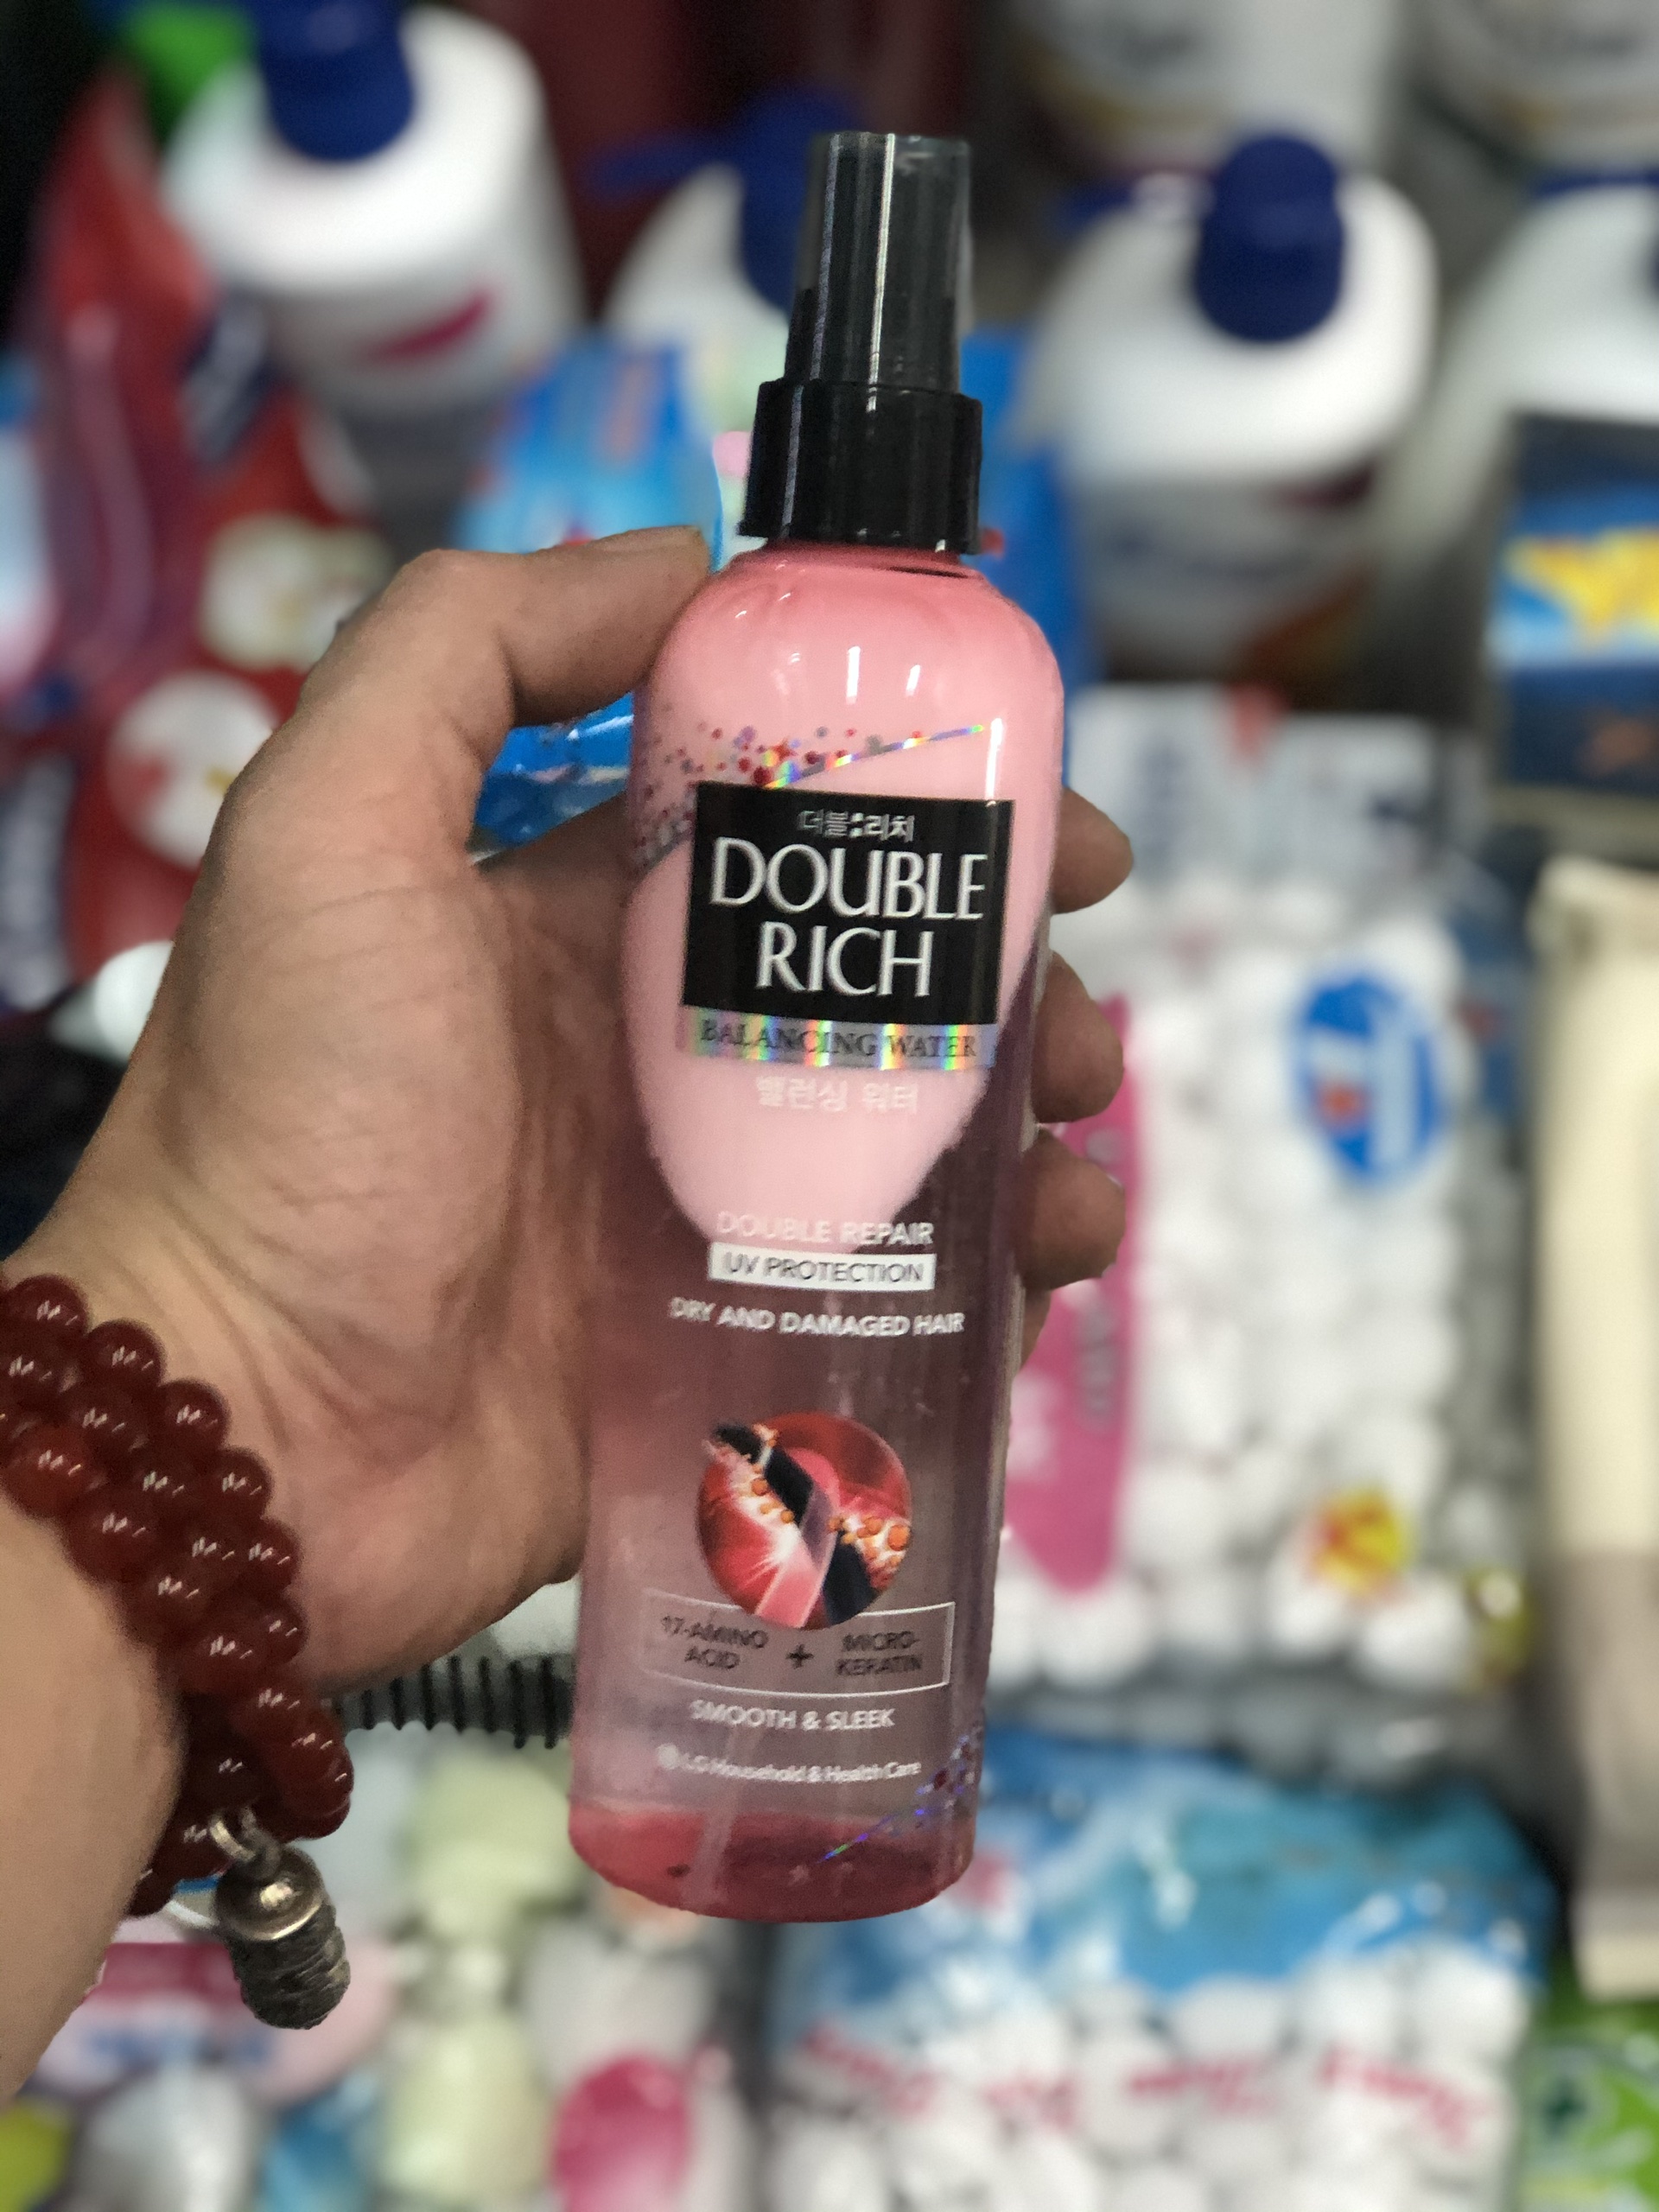 더블:리치
DOUBLE
RICH
BALANCING WATER
밸런싱 워터
DOUBLE REPAIR
UV PROTECTION
DRY AND DAMAGED HAIR
17-AMINO
ACID
+
MICRO-
KERATIN
SMOOTH & SLEEK
LG Household & Health Care